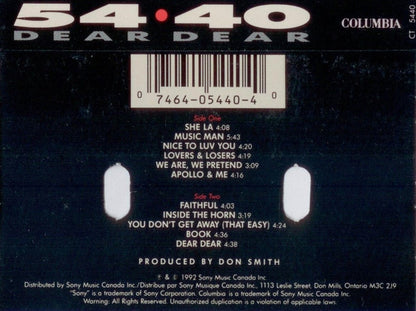 54•40
DEAR DEAR
COLUMBIA
CT 5440
0 7464-05440-4 0
Side One
SHE LA 4:08
MUSIC MAN 5:43
NICE TO LUV YOU 4:20
LOVERS & LOSERS 4:19
WE ARE, WE PRETEND 3:09
APOLLO & ME 4:16
Side Two
FAITHFUL 4:03
INSIDE THE HORN 3:19
YOU DON'T GET AWAY (THAT EASY) 4:24
BOOK 4:36
DEAR DEAR 4:38
PRODUCED BY DON SMITH
℗ & © 1992 Sony Music Canada Inc
Distributed by Sony Music Canada Inc./Distribue par Sony Musique Canada Inc., 1113 Leslie Street, Don Mills, Ontario M3C 2J9
"Sony" is a trademark of Sony Corporation. Columbia is a trademark of Sony Music Canada Inc.
Warning: All Rights Reserved. Unauthorized duplication is a violation of applicable laws.